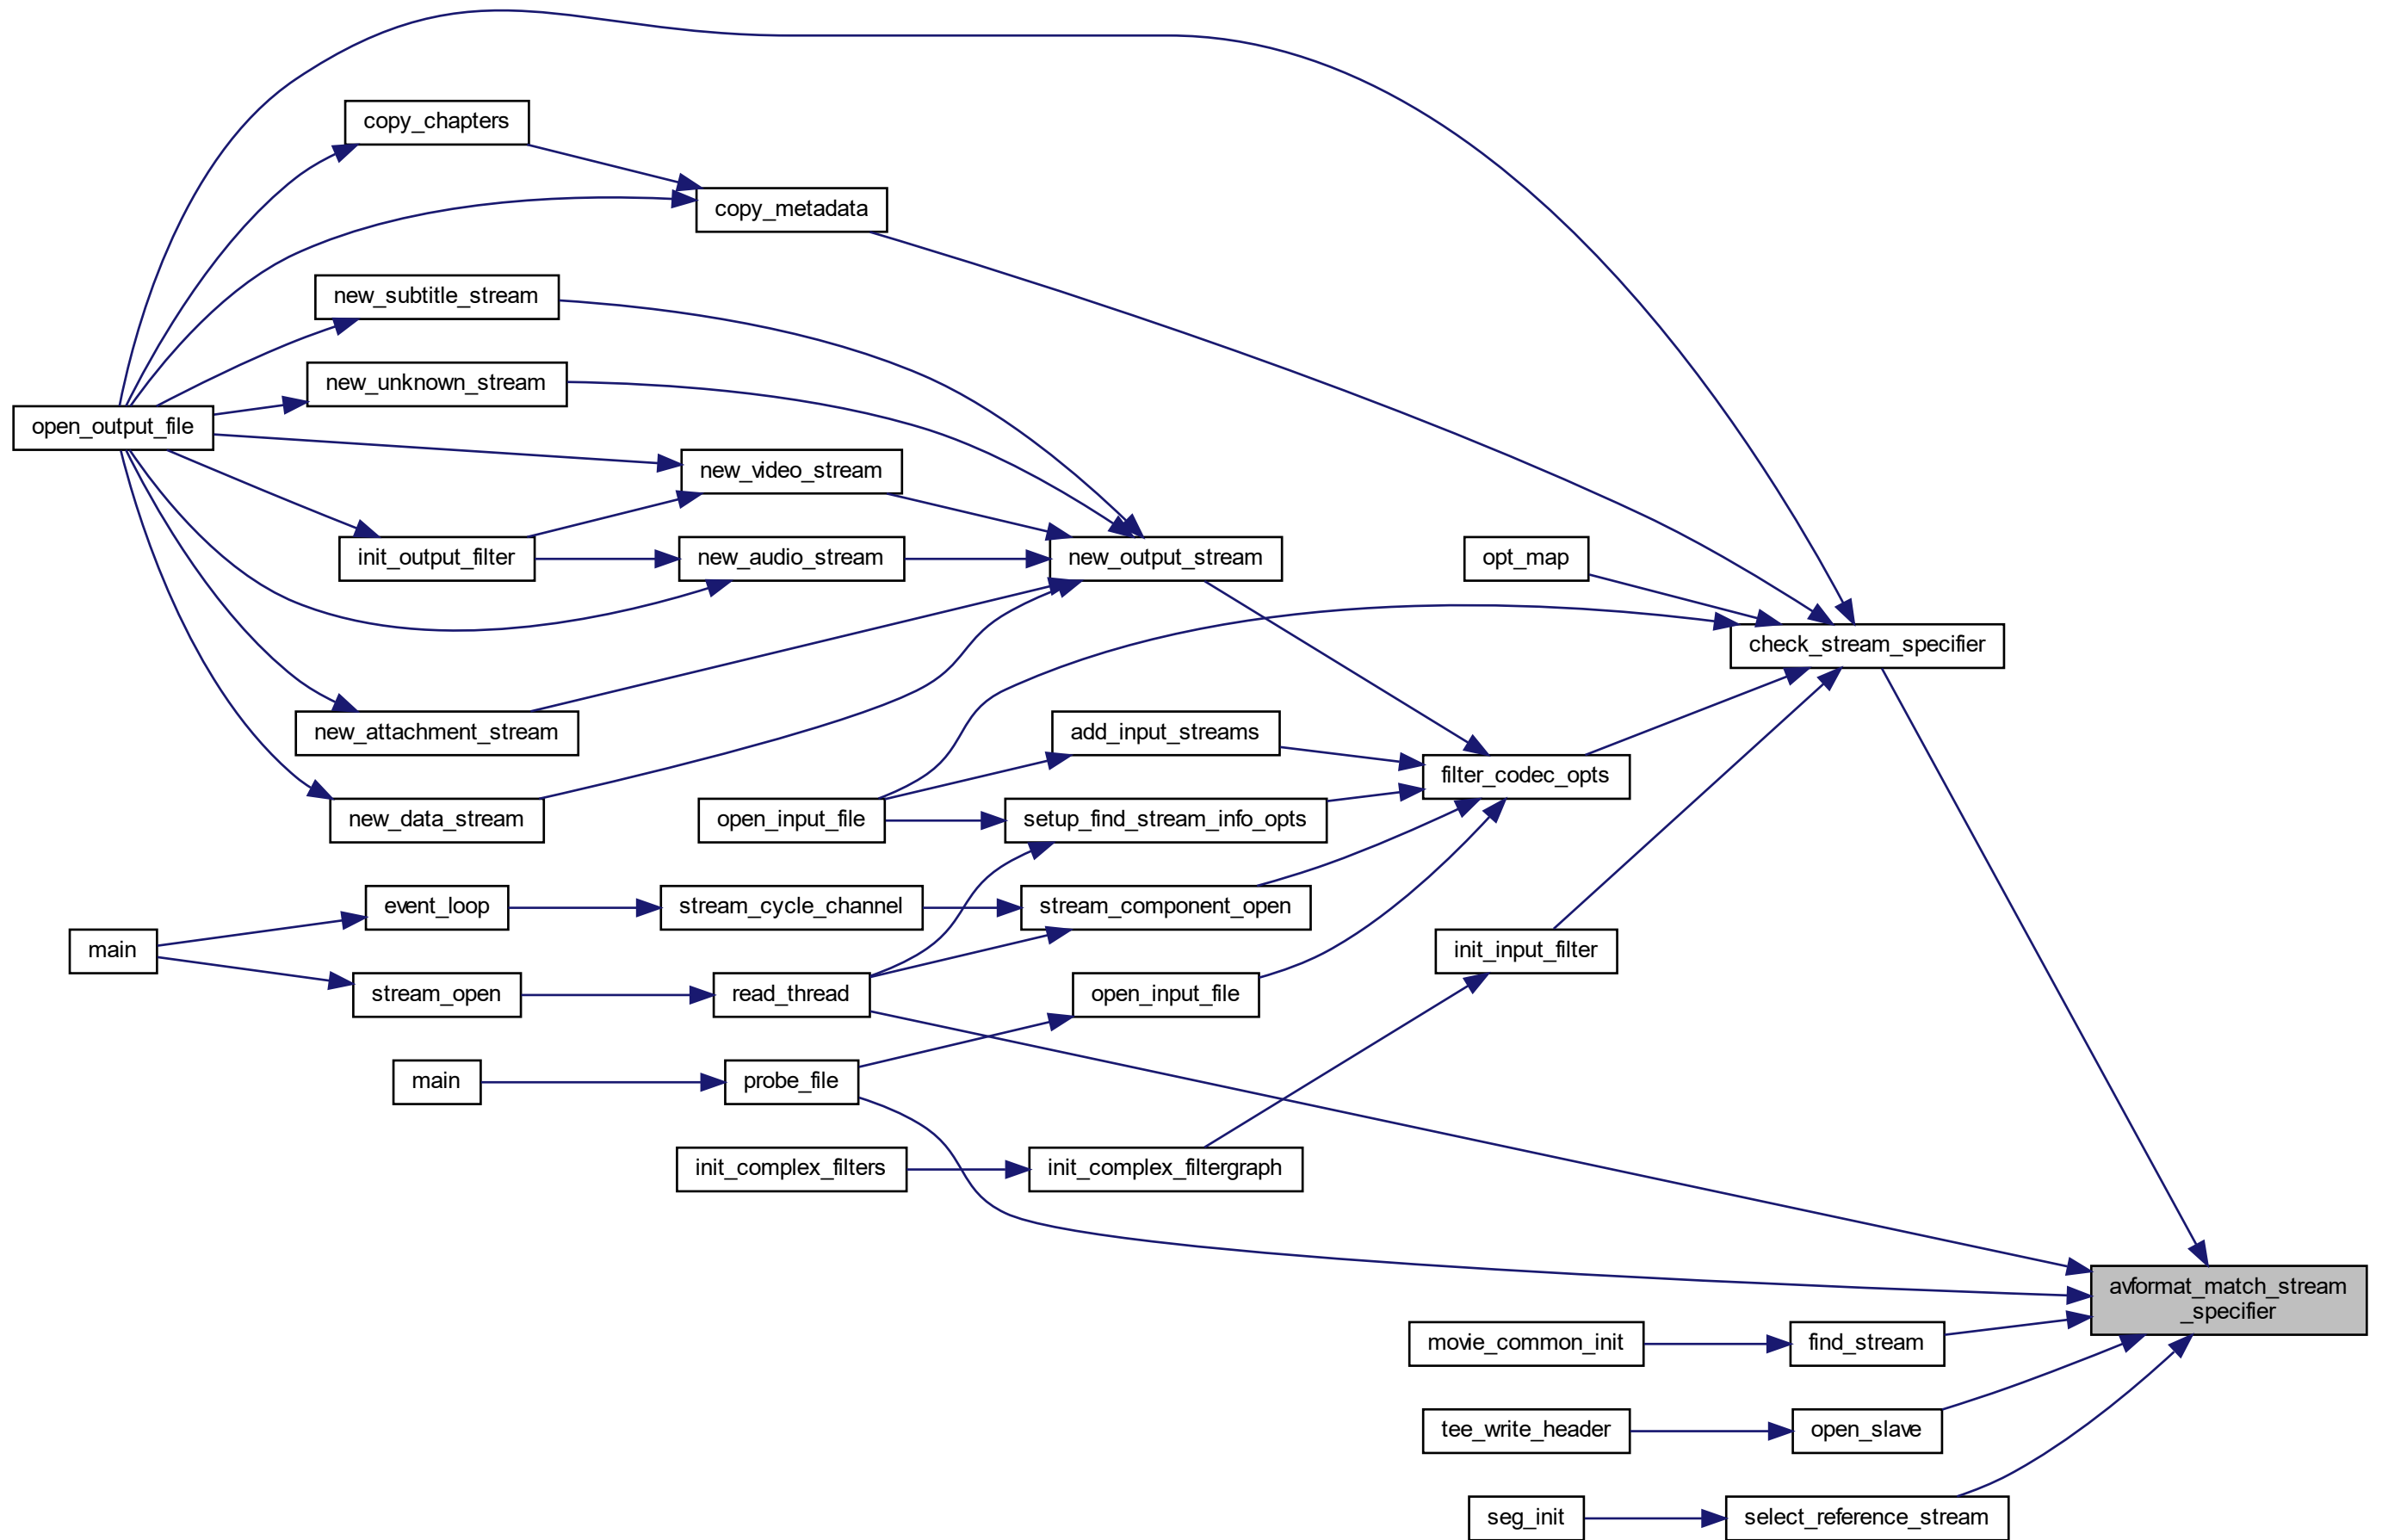 copy_chapters
copy_metadata
new_subtitle_stream
new_unknown_stream
open_output_file
new_video_stream
init_output_filter
new_audio_stream
new_output_stream
opt_map
check_stream_specifier
new_attachment_stream
add_input_streams
filter_codec_opts
new_data_stream
open_input_file
setup_find_stream_info_opts
event_loop
stream_cycle_channel
stream_component_open
main
init_input_filter
stream_open
read_thread
open_input_file
main
probe_file
init_complex_filters
init_complex_filtergraph
avformat_match_stream
_specifier
movie_common_init
find_stream
tee_write_header
open_slave
seg_init
select_reference_stream